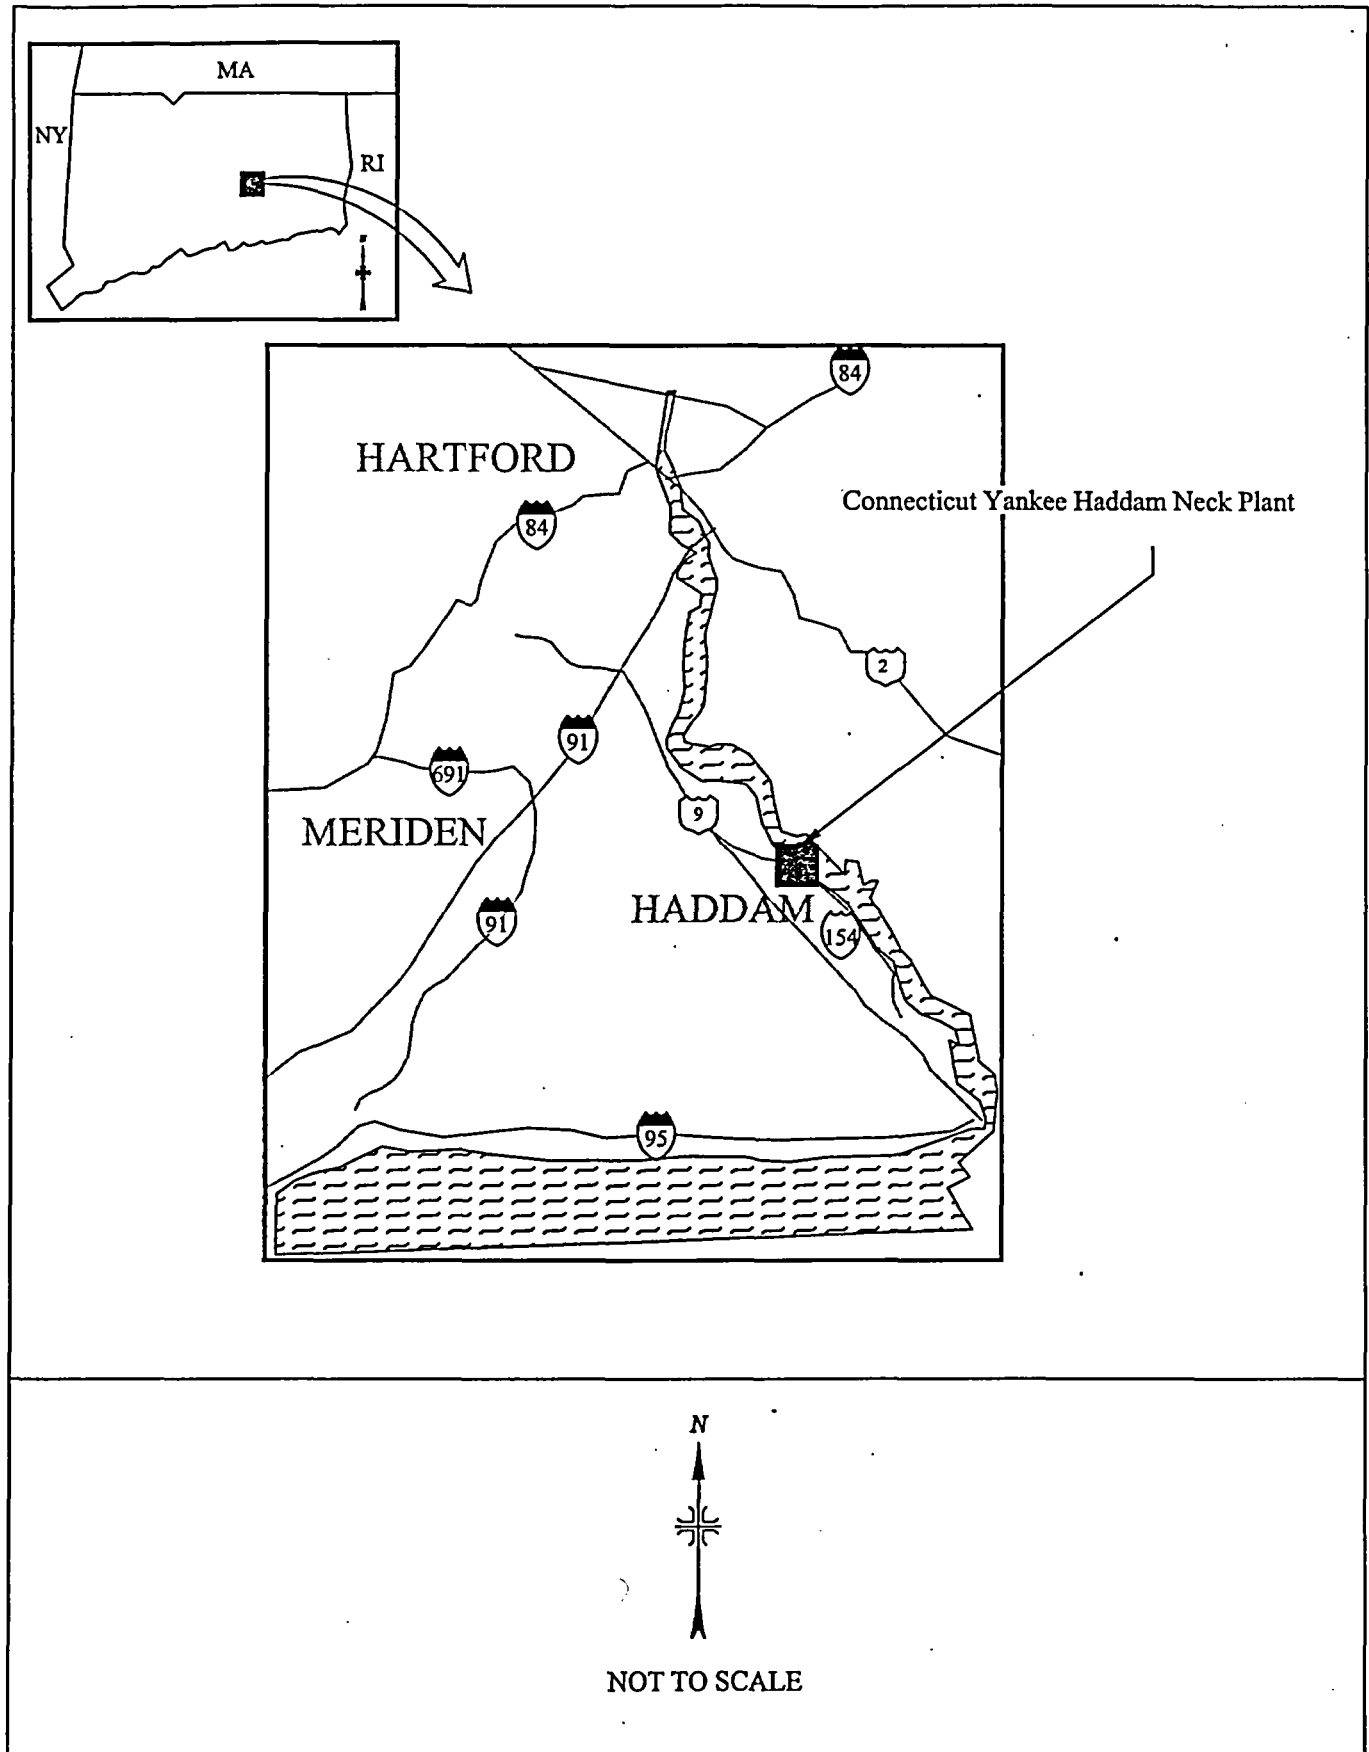 MA
NY
RI
84
HARTFORD
Connecticut Yankee Haddam Neck Plant
84
2
91
691
9
MERIDEN
HADDAM
91
154
95
N
NOT TO SCALE